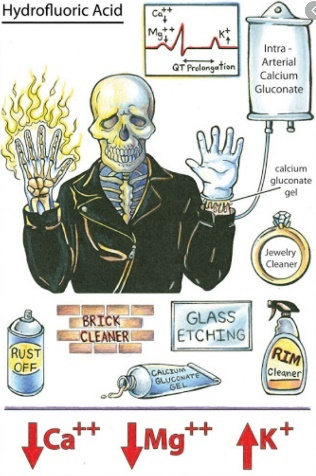 Hydrofluoric Acid
Ca++
Mg++
K+
QT Prolongation
Intra -
Arterial
Calcium
Gluconate
calcium
gluconate
gel
Jewelry
Cleaner
RUST
OFF
BRICK
CLEANER
GLASS
ETCHING
CALCIUM
GLUCONATE
GEL
RIM
Cleaner
Ca++
Mg++
K+